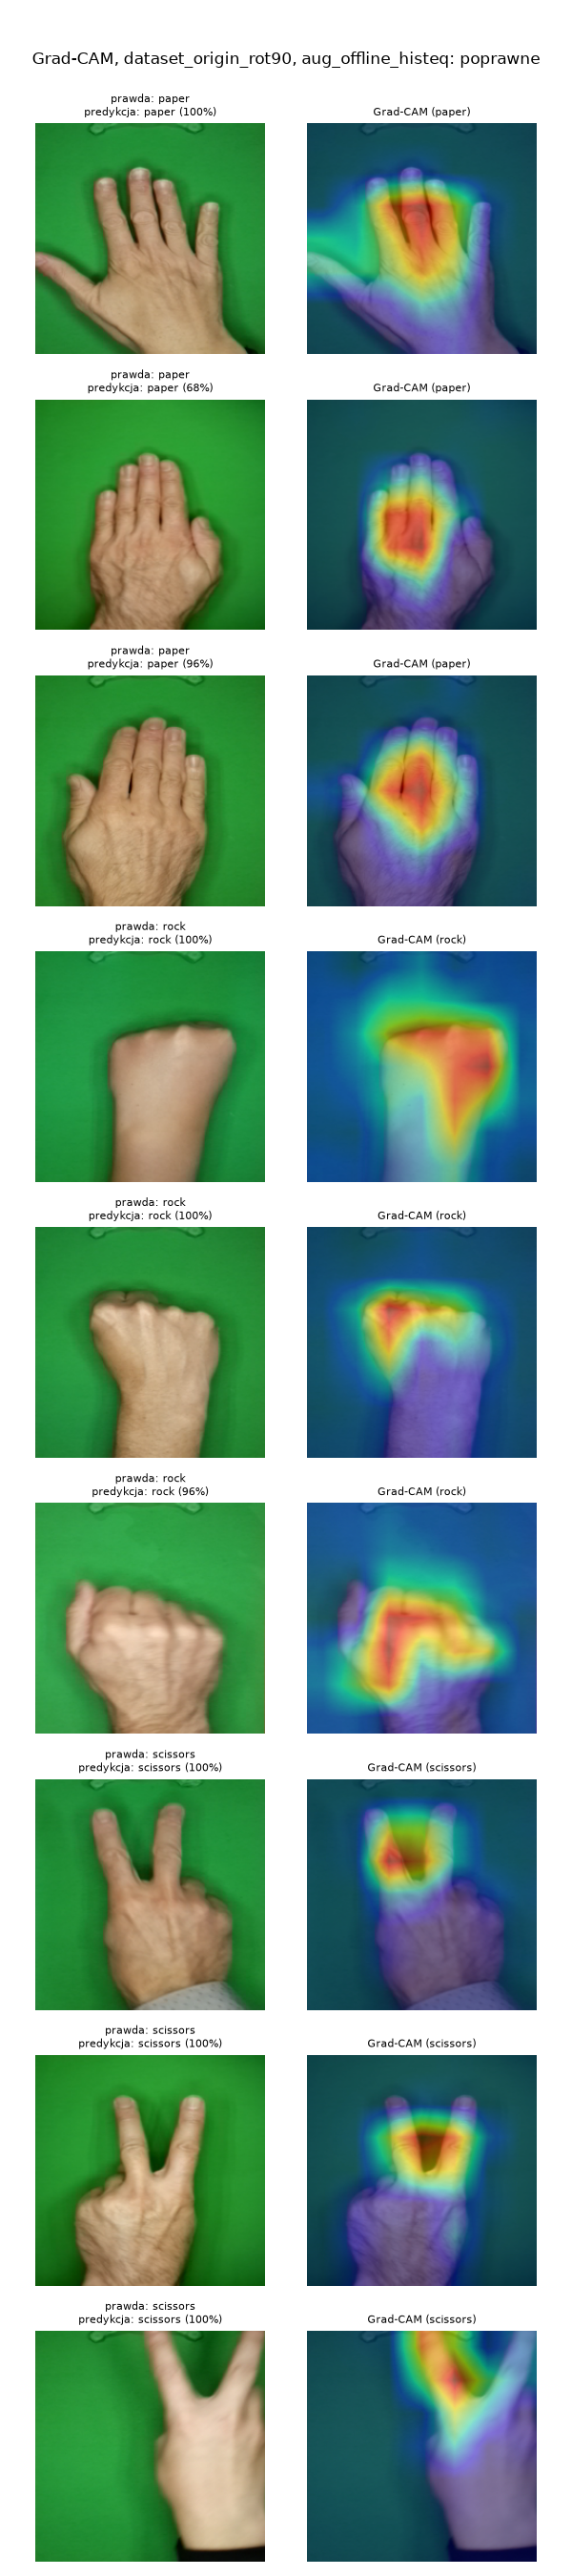 Grad-CAM, dataset_origin_rot90, aug_offline_histeq: poprawne
prawda: paper
predykcja: paper (100%)
Grad-CAM (paper)
prawda: paper
predykcja: paper (68%)
Grad-CAM (paper)
prawda: paper
predykcja: paper (96%)
Grad-CAM (paper)
prawda: rock
predykcja: rock (100%)
Grad-CAM (rock)
prawda: rock
predykcja: rock (100%)
Grad-CAM (rock)
prawda: rock
predykcja: rock (96%)
Grad-CAM (rock)
prawda: scissors
predykcja: scissors (100%)
Grad-CAM (scissors)
prawda: scissors
predykcja: scissors (100%)
Grad-CAM (scissors)
prawda: scissors
predykcja: scissors (100%)
Grad-CAM (scissors)